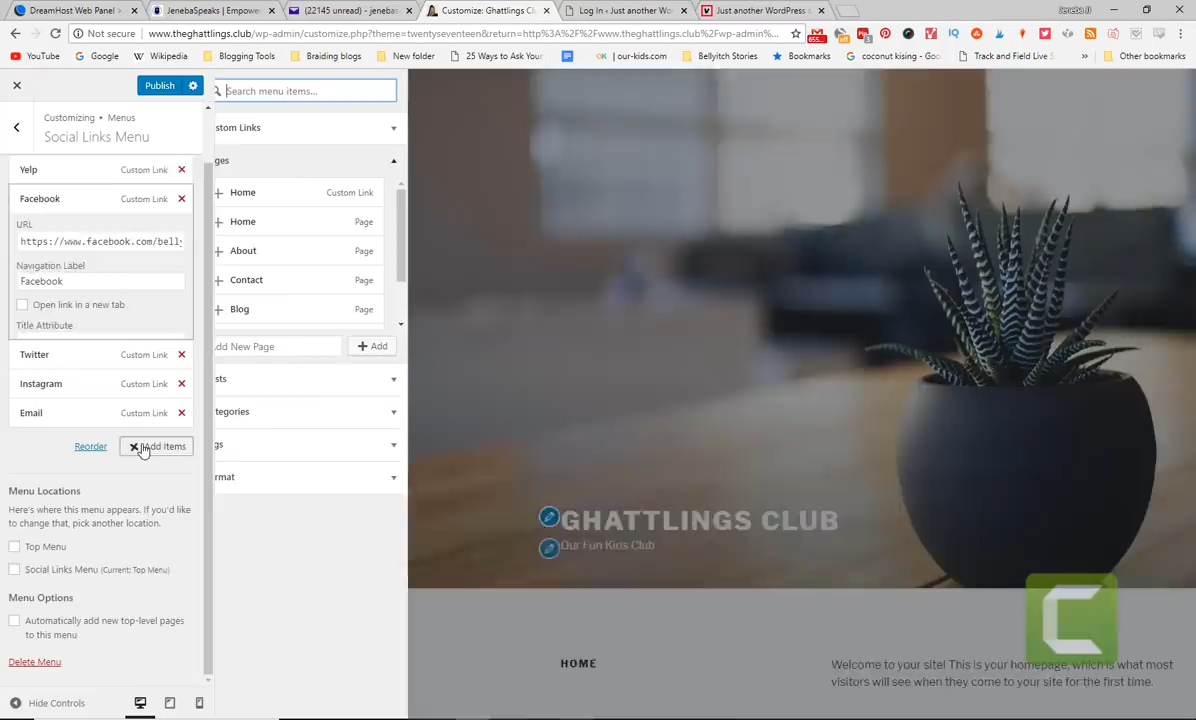 DreamHost Web Panel >
JenebaSpeaks | Empowe
(22145 unread) - jenebas
Customize: Ghattlings Clu
Log In ‹ Just another Wor
Just another WordPress s
Jeneba JJ
Not secure
www.theghattlings.club/wp-admin/customize.php?theme=twentyseventeen&return=http%3A%2F%2Fwww.theghattlings.club%2Fwp-admin%...
655..
YouTube
Google
Wikipedia
Blogging Tools
Braiding blogs
New folder
25 Ways to Ask Your
OK | our-kids.com
Bellyitch Stories
Bookmarks
coconut kising - Goo
Track and Field Live S
»
Other bookmarks
Publish
Search menu items...
Customizing • Menus
Social Links Menu
stom Links
ges
Yelp Custom Link
Facebook Custom Link
URL
https://www.facebook.com/belly
Navigation Label
Facebook
Open link in a new tab
Title Attribute
Twitter Custom Link
Instagram Custom Link
Email Custom Link
Reorder
Add Items
Home Custom Link
Home Page
About Page
Contact Page
Blog Page
dd New Page
Add
sts
tegories
gs
rmat
Menu Locations
Here's where this menu appears. If you'd
like to change that, pick another location.
Top Menu
Social Links Menu (Current: Top Menu)
Menu Options
Automatically add new top-level pages
to this menu
Delete Menu
Hide Controls
GHATTLINGS CLUB
Our Fun Kids Club
HOME
Welcome to your site! This is your homepage, which is what most
visitors will see when they come to your site for the first time.